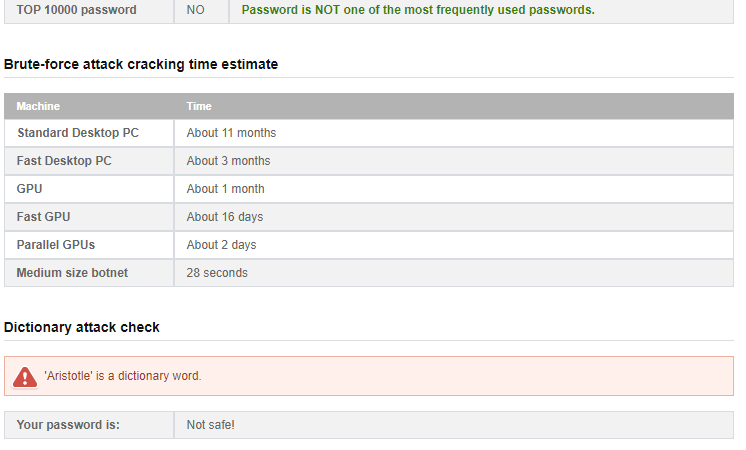 TOP 10000 password NO Password is NOT one of the most frequently used passwords.
Brute-force attack cracking time estimate
Machine Time
Standard Desktop PC About 11 months
Fast Desktop PC About 3 months
GPU About 1 month
Fast GPU About 16 days
Parallel GPUs About 2 days
Medium size botnet 28 seconds
Dictionary attack check
'Aristotle' is a dictionary word.
Your password is: Not safe!